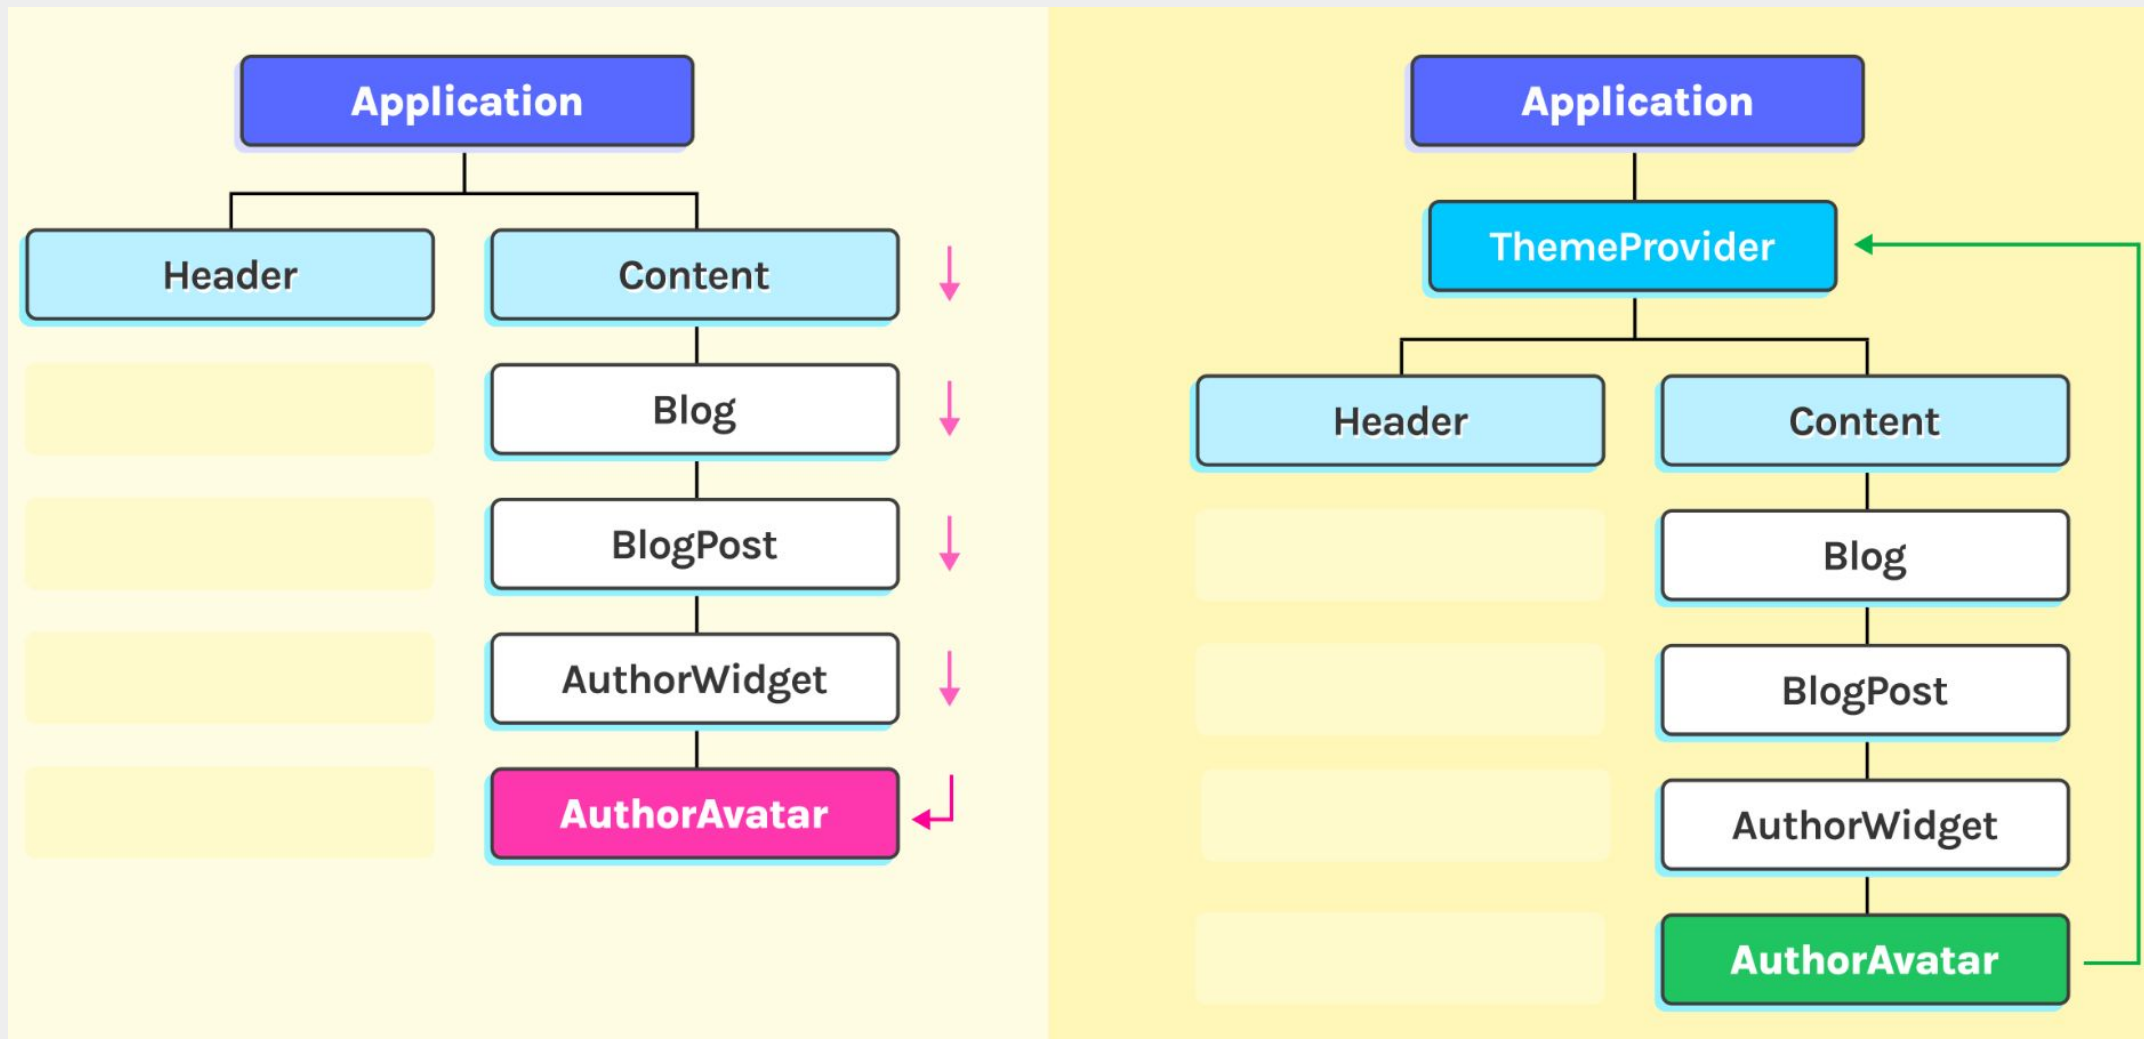 Application
Header
Content
Blog
BlogPost
AuthorWidget
AuthorAvatar
Application
ThemeProvider
Header
Content
Blog
BlogPost
AuthorWidget
AuthorAvatar